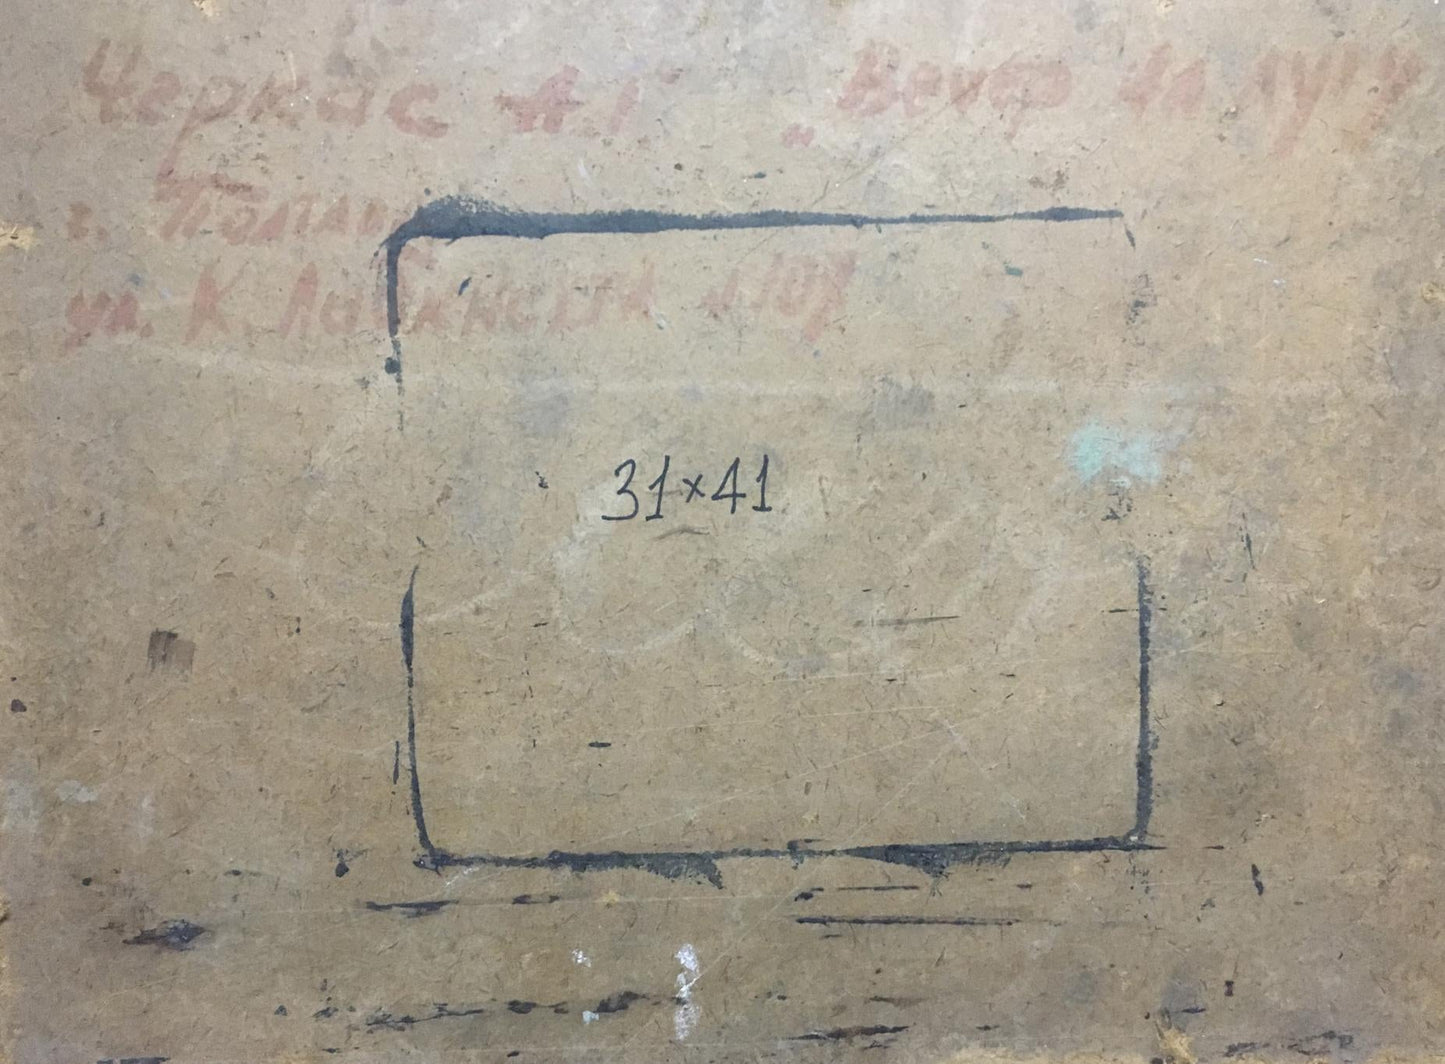 Черкас А.Г. „Вечер на лугу
г. Полтава
ул. К. Либкнехта
31×41